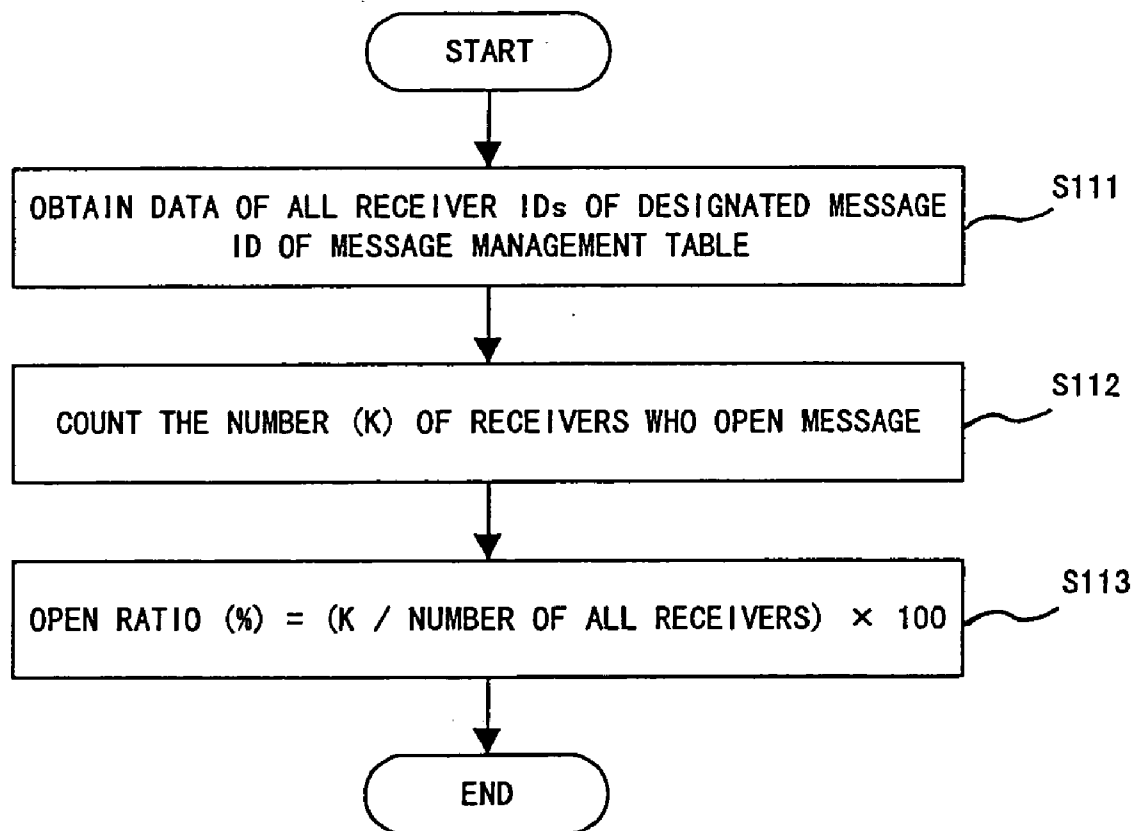 START
OBTAIN DATA OF ALL RECEIVER IDs OF DESIGNATED MESSAGE
ID OF MESSAGE MANAGEMENT TABLE
S111
COUNT THE NUMBER (K) OF RECEIVERS WHO OPEN MESSAGE
S112
OPEN RATIO (%) = (K / NUMBER OF ALL RECEIVERS) × 100
S113
END